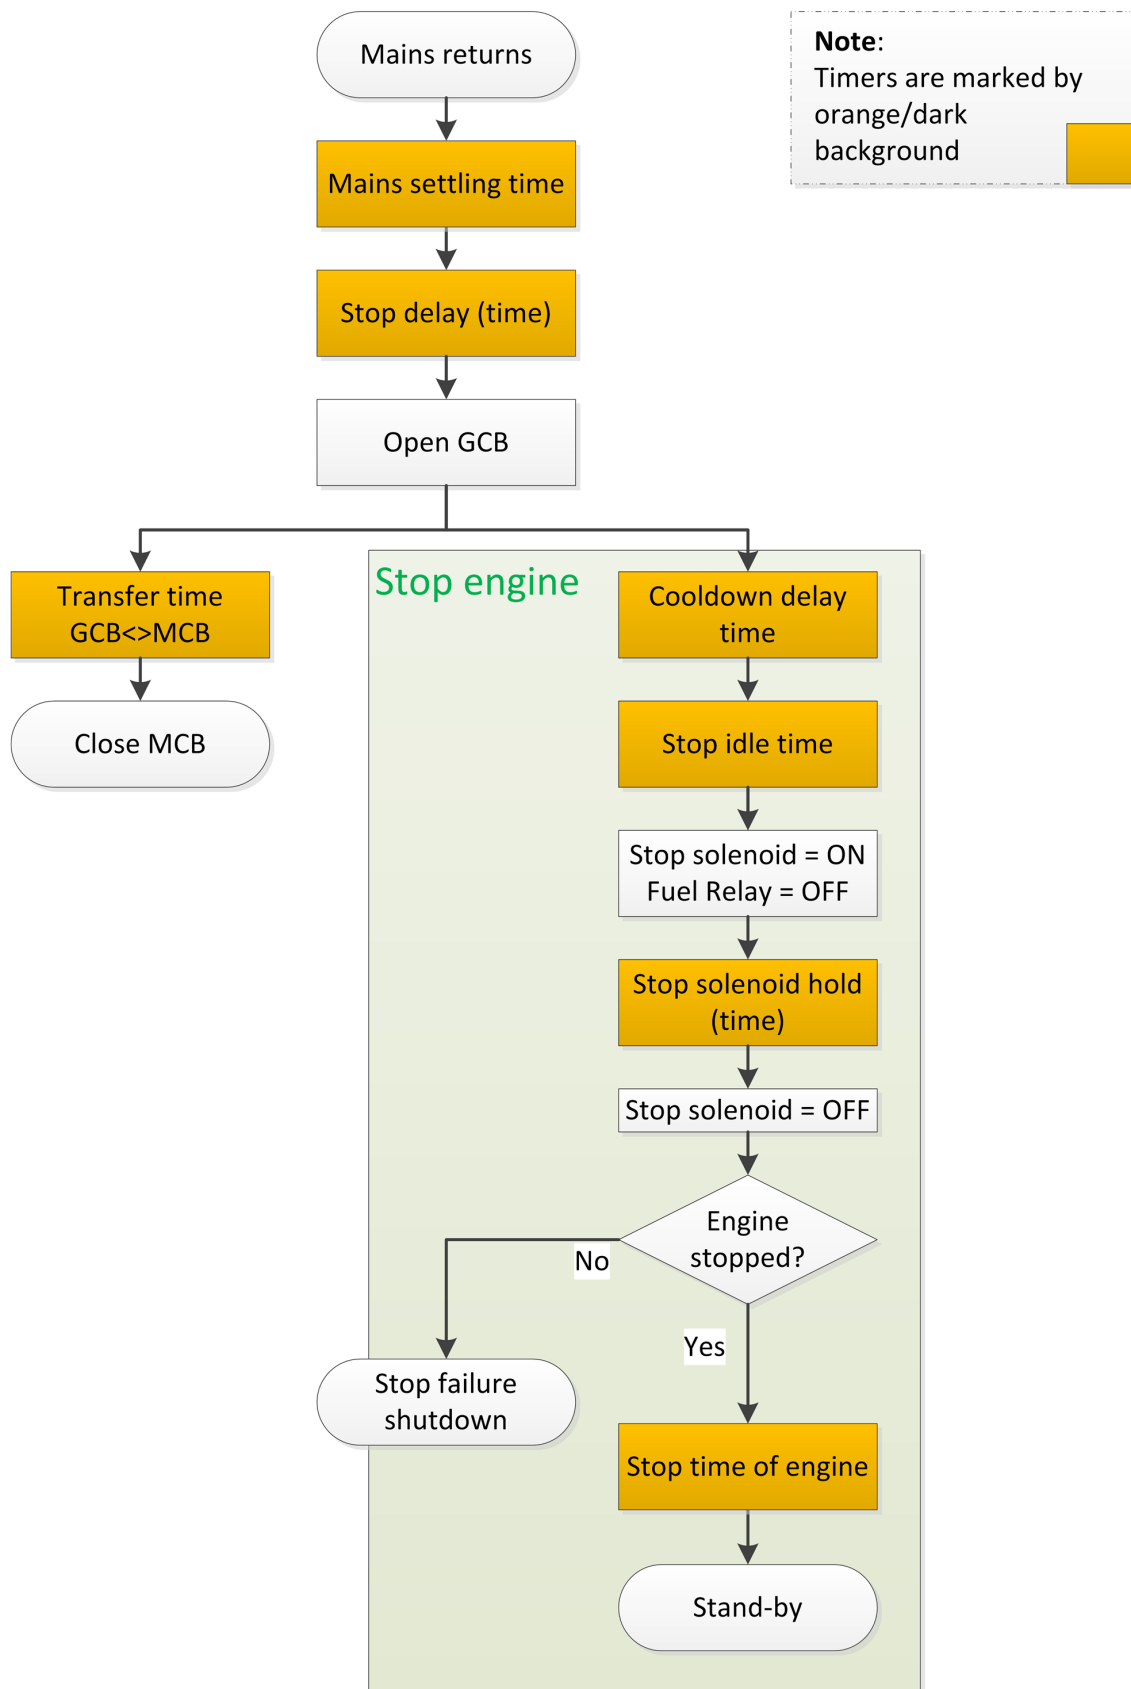 Mains returns
Note:
Timers are marked by
orange/dark
background
Mains settling time
Stop delay (time)
Open GCB
Transfer time
GCB<>MCB
Close MCB
Stop engine
Cooldown delay
time
Stop idle time
Stop solenoid = ON
Fuel Relay = OFF
Stop solenoid hold
(time)
Stop solenoid = OFF
Engine
stopped?
No
Yes
Stop failure
shutdown
Stop time of engine
Stand-by